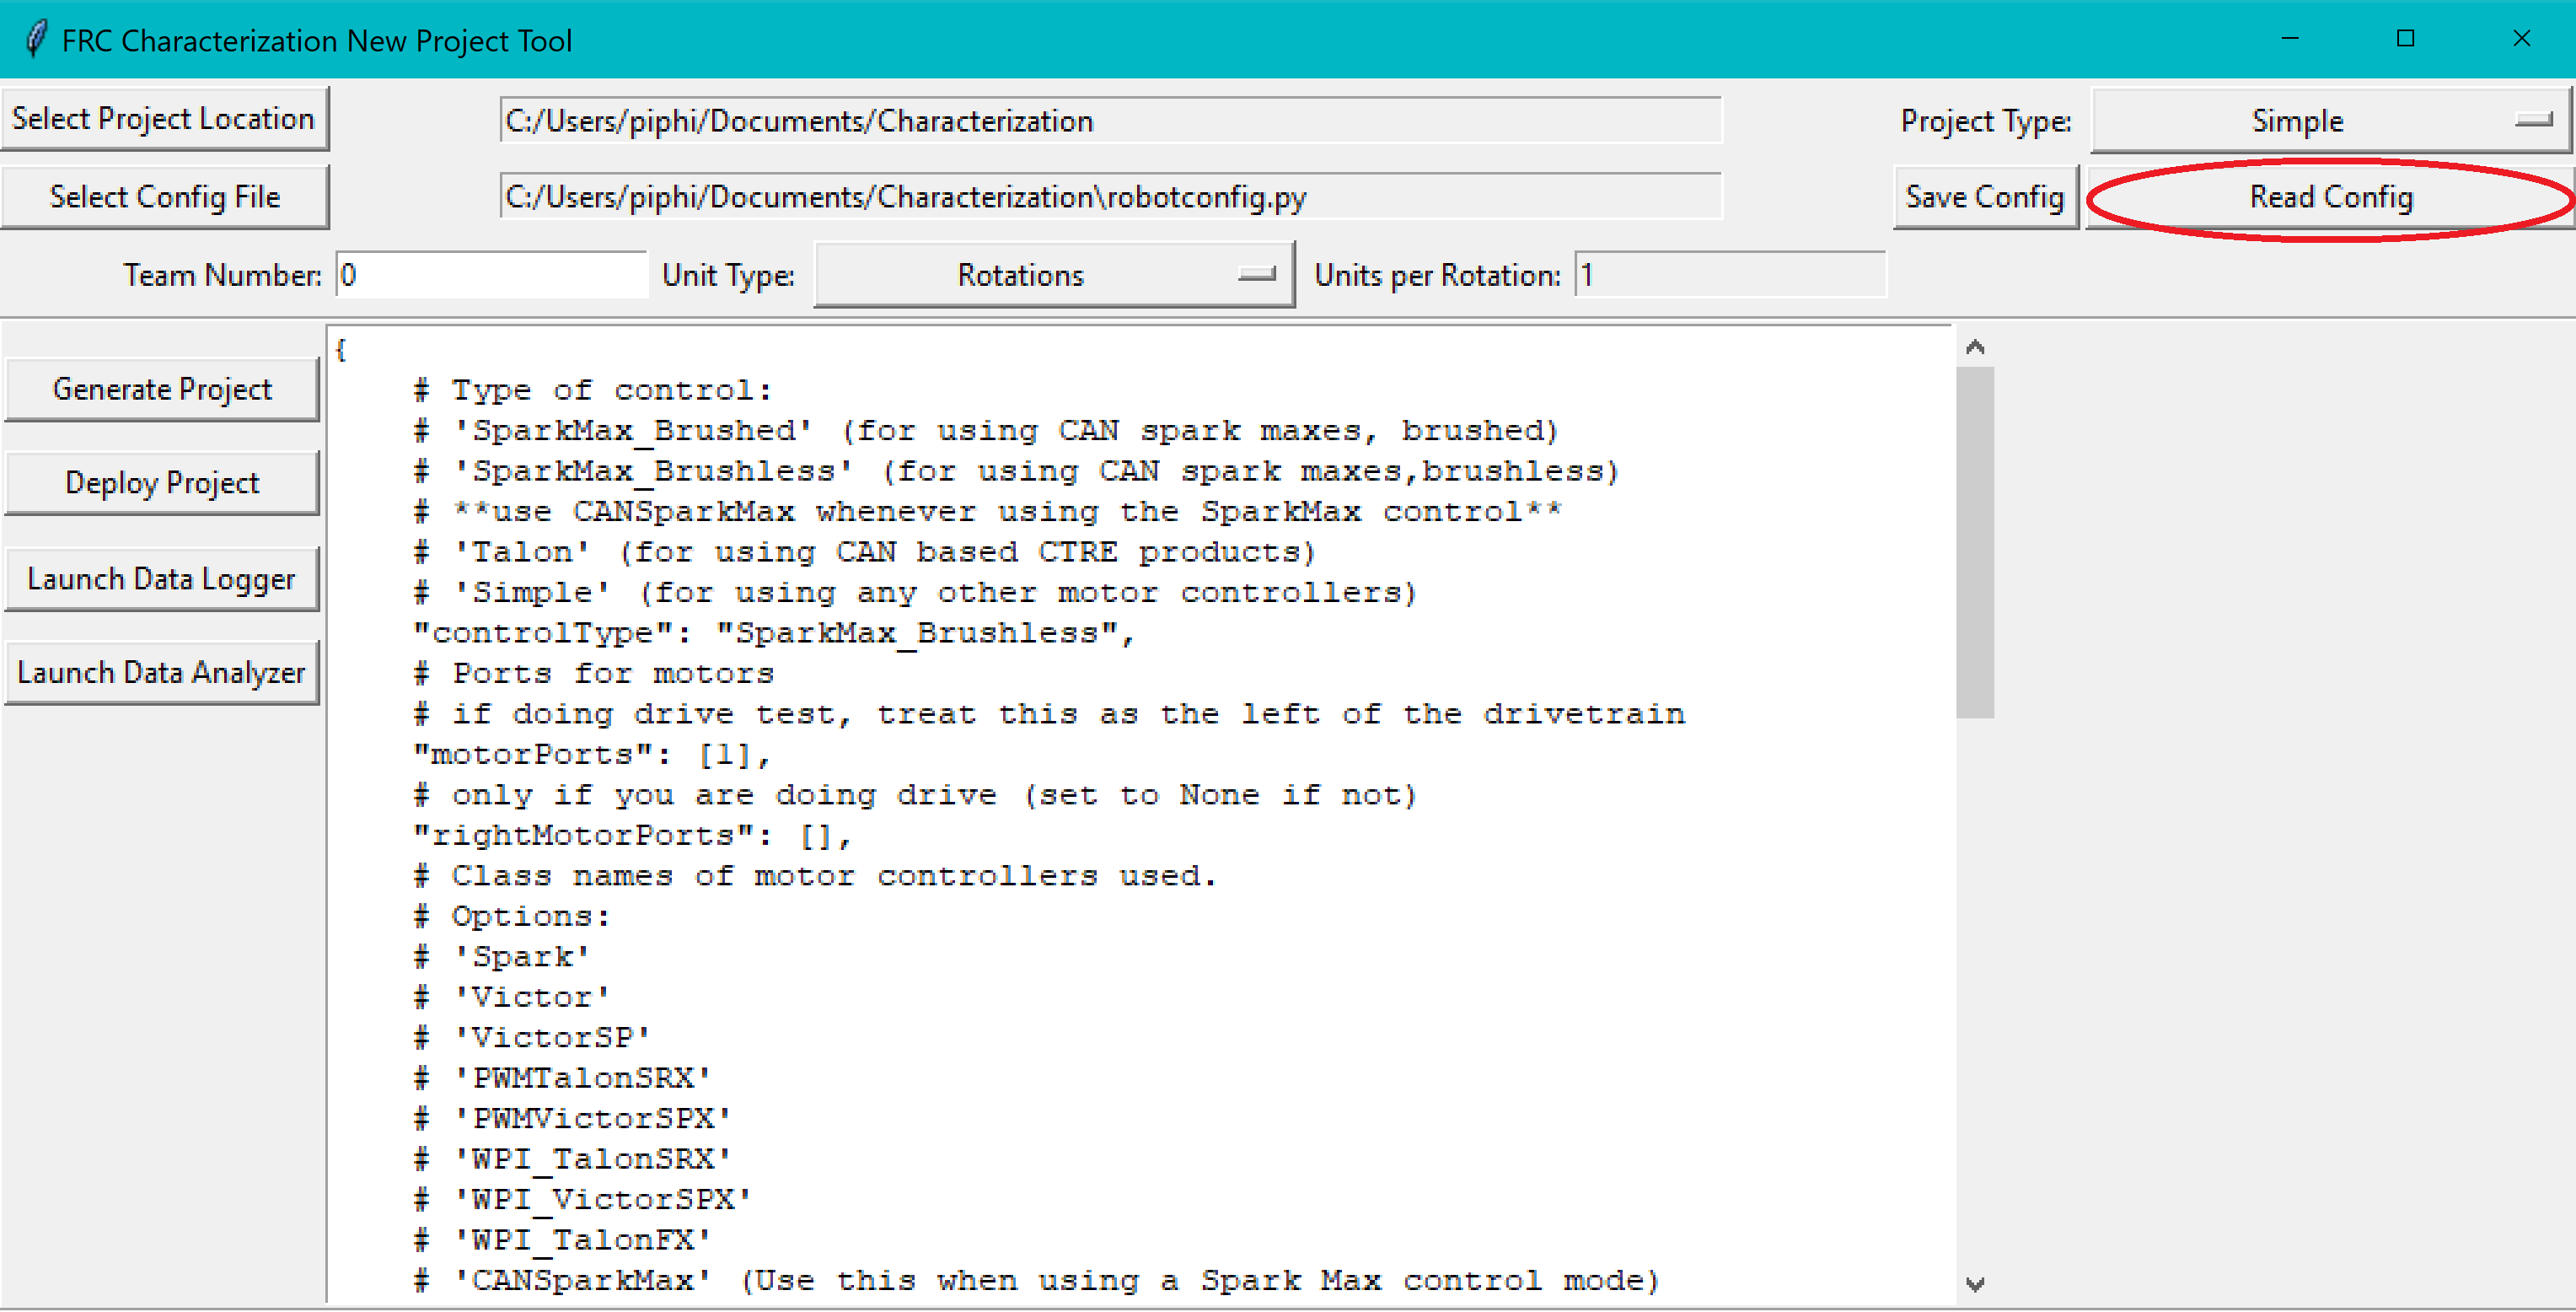 FRC Characterization New Project Tool
Select Project Location C:/Users/piphi/Documents/Characterization Project Type: Simple
Select Config File C:/Users/piphi/Documents/Characterization\robotconfig.py Save Config Read Config
Team Number: 0 Unit Type: Rotations Units per Rotation: 1
Generate Project
Deploy Project
Launch Data Logger
Launch Data Analyzer
{
# Type of control:
# 'SparkMax_Brushed' (for using CAN spark maxes, brushed)
# 'SparkMax_Brushless' (for using CAN spark maxes,brushless)
# **use CANSparkMax whenever using the SparkMax control**
# 'Talon' (for using CAN based CTRE products)
# 'Simple' (for using any other motor controllers)
"controlType": "SparkMax_Brushless",
# Ports for motors
# if doing drive test, treat this as the left of the drivetrain
"motorPorts": [1],
# only if you are doing drive (set to None if not)
"rightMotorPorts": [],
# Class names of motor controllers used.
# Options:
# 'Spark'
# 'Victor'
# 'VictorSP'
# 'PWMTalonSRX'
# 'PWMVictorSPX'
# 'WPI_TalonSRX'
# 'WPI_VictorSPX'
# 'WPI_TalonFX'
# 'CANSparkMax' (Use this when using a Spark Max control mode)